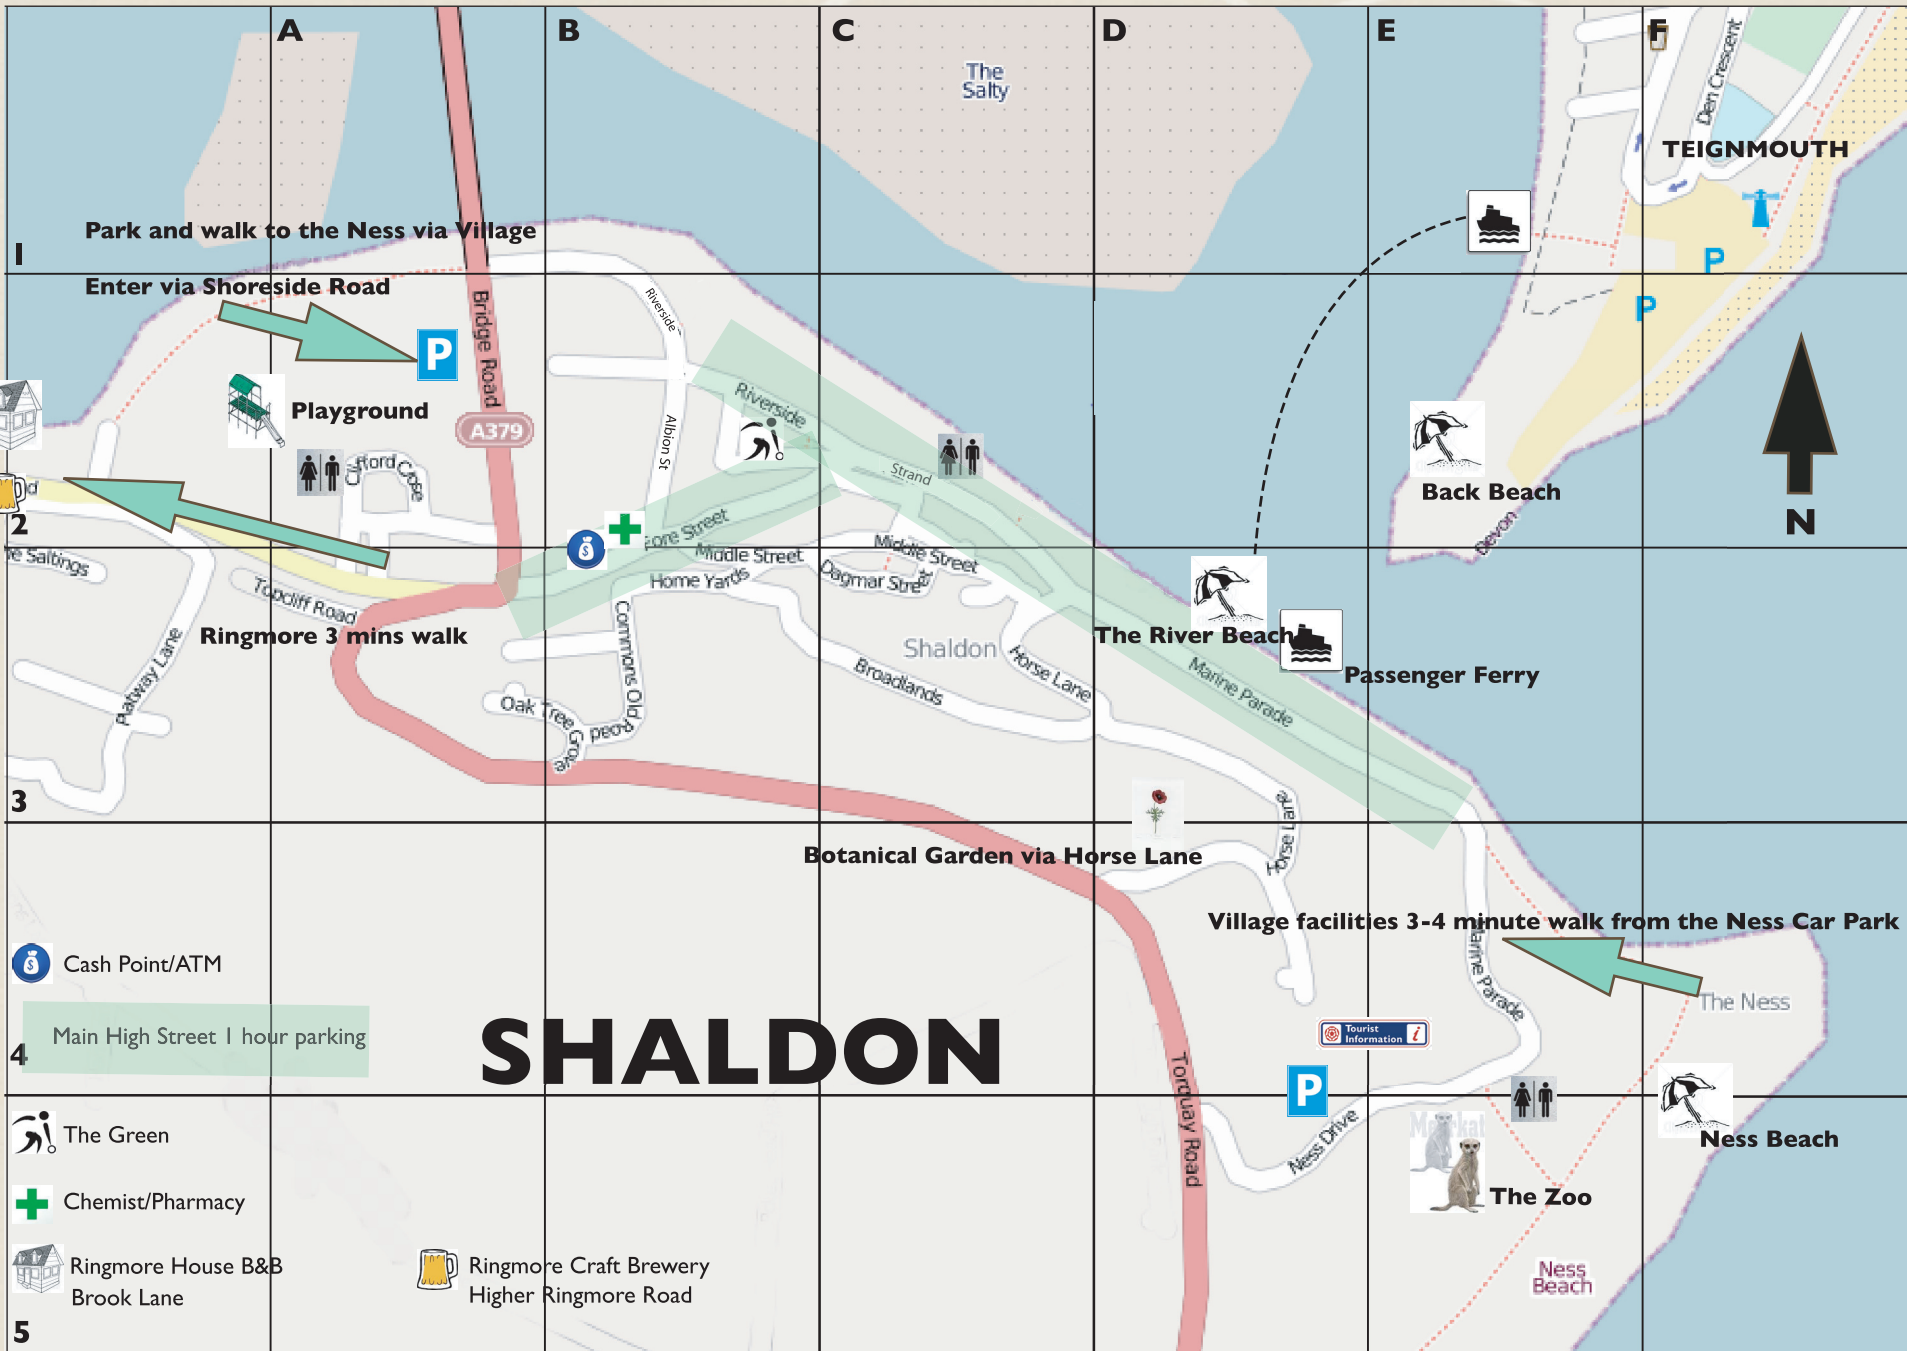 A
B
C
D
E
F
The
Salty
Den Crescent
TEIGNMOUTH
Park and walk to the Ness via Village
1
Enter via Shoreside Road
P
P
P
Riverside
Bridge Road
Playground
A379
Riverside
Albion St
Strand
Back Beach
Devon
N
2
Fore Street
Middle Street
Middle Street
Home Yards
Dagmar Street
Topcliff Road
Ringmore 3 mins walk
The River Beach
Passenger Ferry
Shaldon
Horse Lane
Marine Parade
Broadlands
Commons Old Road
Oak Tree Grove
Platway Lane
3
Horse Lane
Botanical Garden via Horse Lane
Village facilities 3-4 minute walk from the Ness Car Park
Marine Parade
The Ness
Cash Point/ATM
Main High Street 1 hour parking
4
SHALDON
Tourist
Information
i
P
Torquay Road
Ness Drive
Meerkat
The Zoo
Ness Beach
The Green
Chemist/Pharmacy
Ringmore House B&B
Brook Lane
Ringmore Craft Brewery
Higher Ringmore Road
Ness
Beach
5